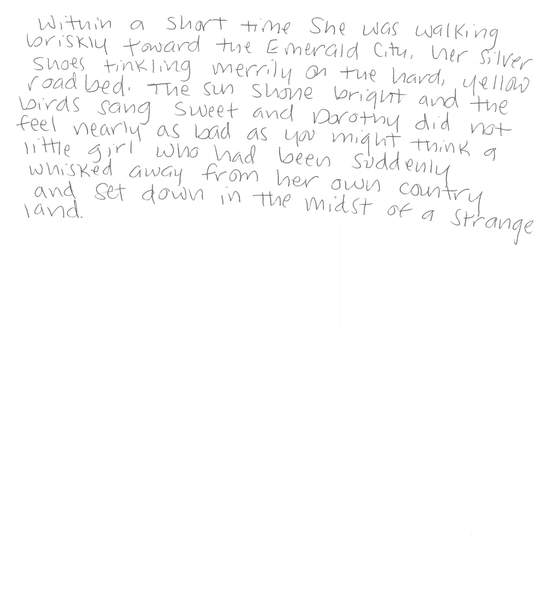 Within a short time She was walking
briskly toward the Emerald City, her silver
Shoes tinkling merrily on the hard, yellow
roadbed. The sun shone bright and the
birds sang sweet and Dorothy did not
feel nearly as bad as you might think a
little girl who had been suddenly
whisked away from her own country
and set down in the midst of a strange
land.